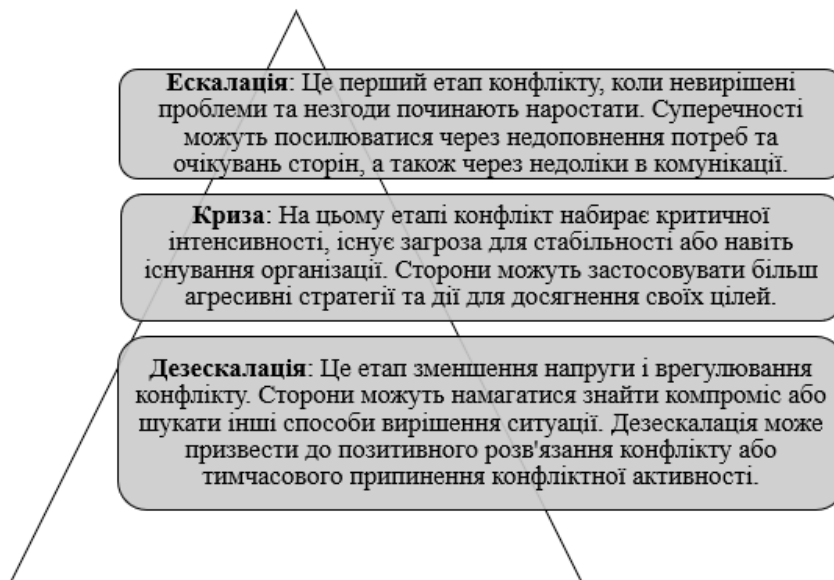 Ескалація: Це перший етап конфлікту, коли невирішені
проблеми та незгоди починають наростати. Суперечності
можуть посилюватися через недоповнення потреб та
очікувань сторін, а також через недоліки в комунікації.
Криза: На цьому етапі конфлікт набирає критичної
інтенсивності, існує загроза для стабільності або навіть
існування організації. Сторони можуть застосовувати більш
агресивні стратегії та дії для досягнення своїх цілей.
Дезескалація: Це етап зменшення напруги і врегулювання
конфлікту. Сторони можуть намагатися знайти компроміс або
шукати інші способи вирішення ситуації. Дезескалація може
призвести до позитивного розв'язання конфлікту або
тимчасового припинення конфліктної активності.